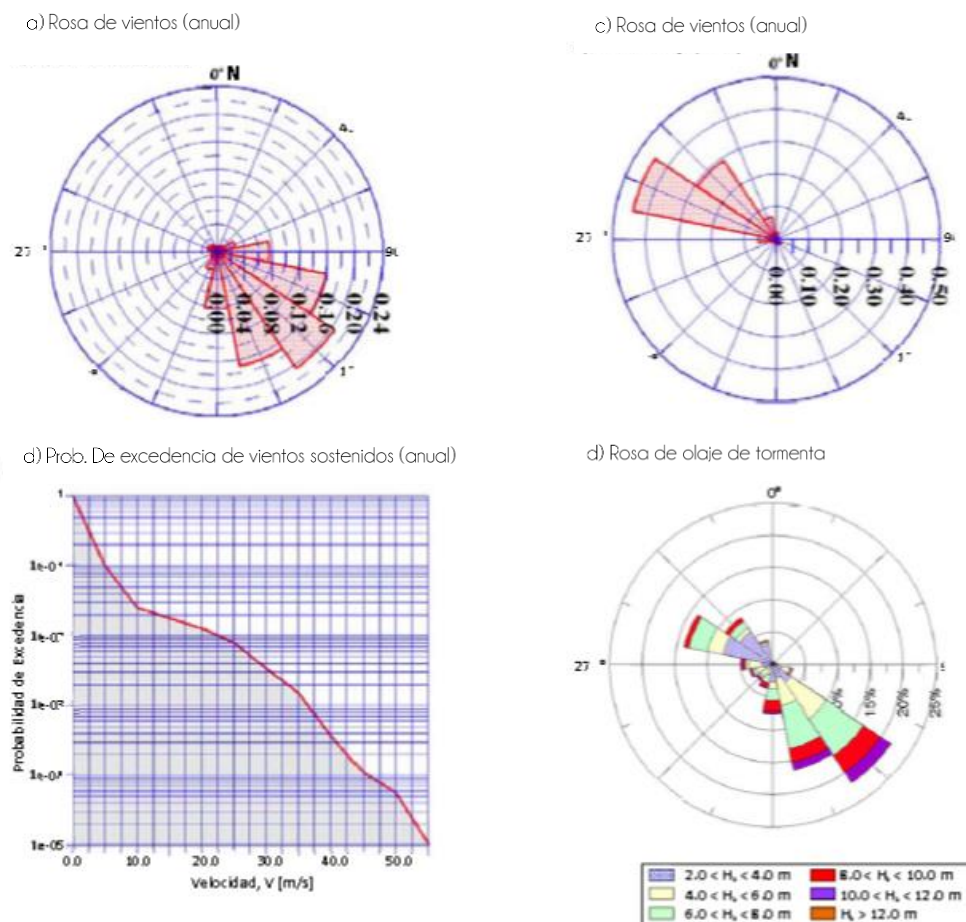 a) Rosa de vientos (anual)
c) Rosa de vientos (anual)
0° N
0° N
0.00 0.04 0.08 0.12 0.16 0.20 0.24
0.00 0.10 0.20 0.30 0.40 0.50
d) Prob. De excedencia de vientos sostenidos (anual)
d) Rosa de olaje de tormenta
Probabilidad de Excedencia
1
1e-05
0.0 10.0 20.0 30.0 40.0 50.0
Velocidad, V [m/s]
0°
15% 20% 25%
2.0 < Hₛ < 4.0 m
8.0 < Hₛ < 10.0 m
4.0 < Hₛ < 6.0 m
10.0 < Hₛ < 12.0 m
6.0 < Hₛ < 8.0 m
Hₛ > 12.0 m